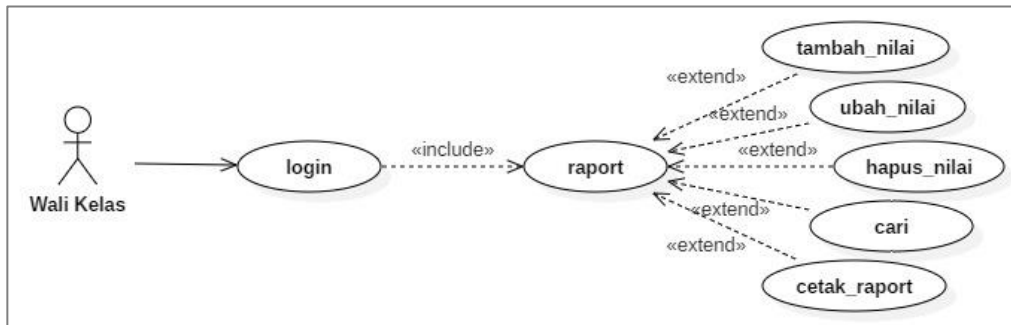 tambah_nilai
«extend»
ubah_nilai
«extend»
«extend»
hapus_nilai
Wali Kelas
login
«include»
raport
«extend»
cari
«extend»
cetak_raport